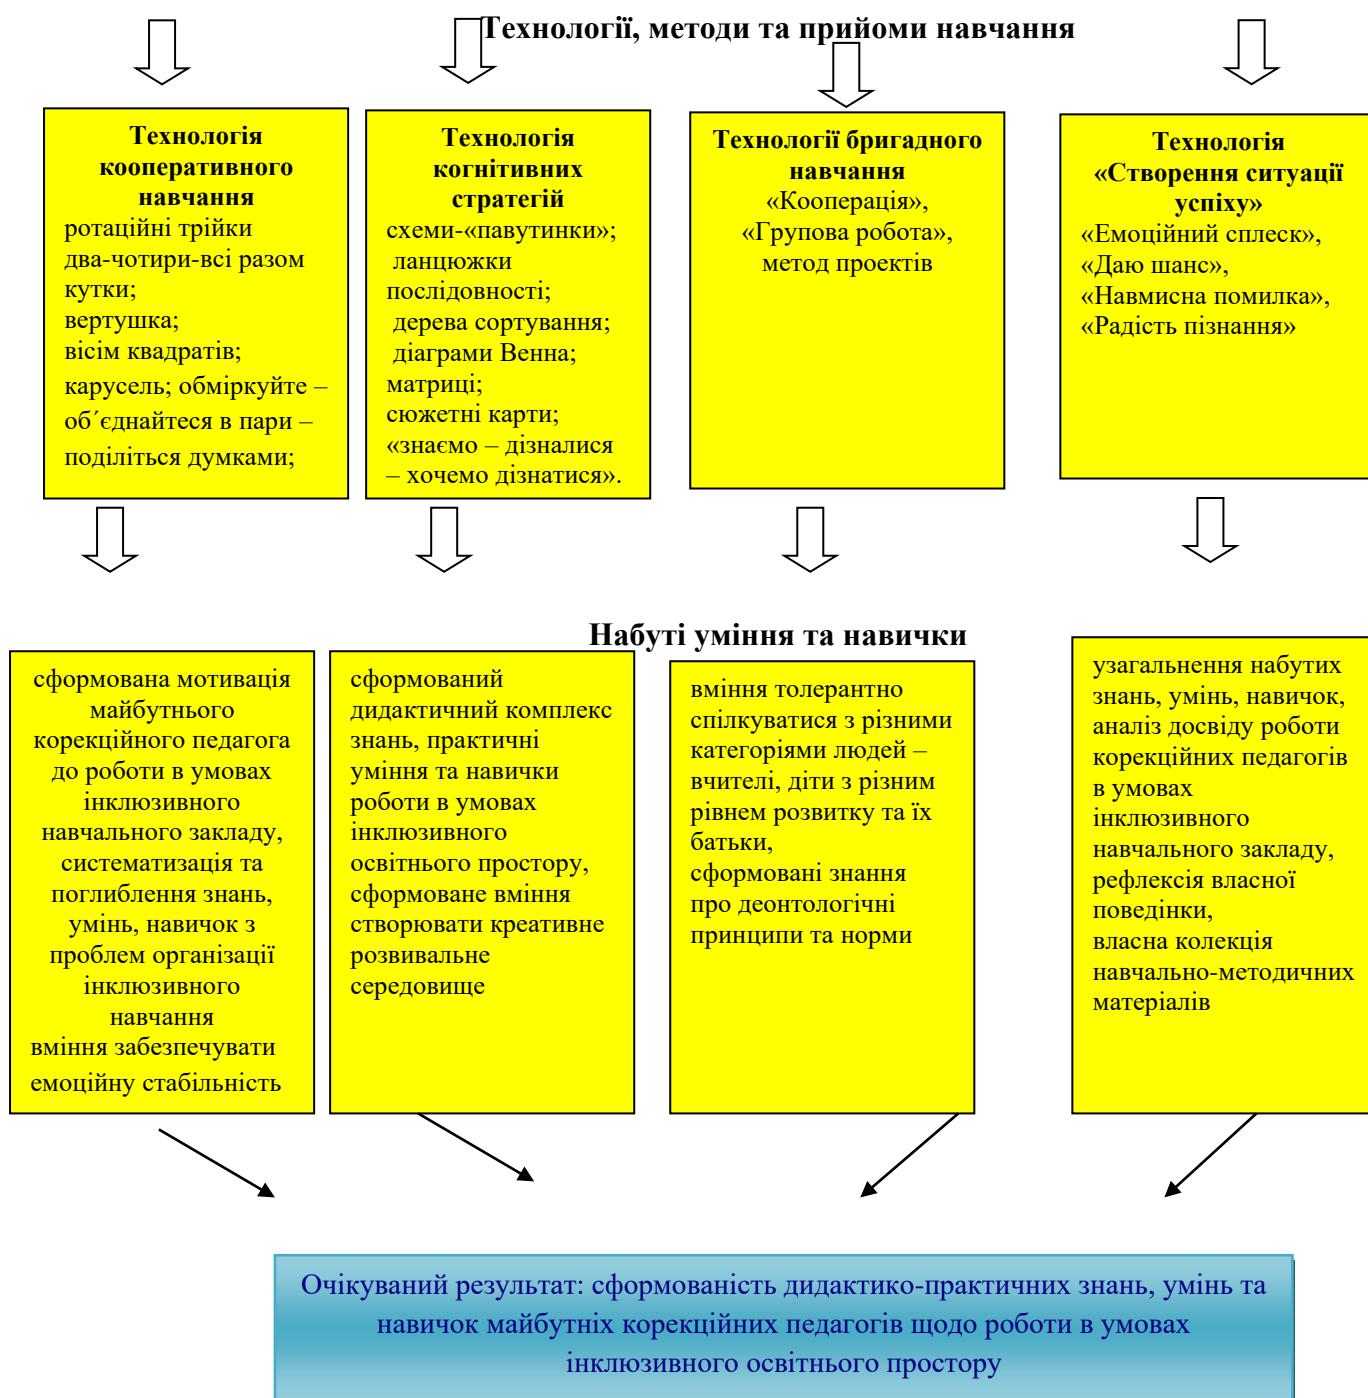 Технології, методи та прийоми навчання
Технологія
кооперативного
навчання
ротаційні трійки
два-чотири-всі разом
кутки;
вертушка;
вісім квадратів;
карусель; обміркуйте –
об´єднайтеся в пари –
поділіться думками;
Технологія
когнітивних
стратегій
схеми-«павутинки»;
ланцюжки
послідовності;
дерева сортування;
діаграми Венна;
матриці;
сюжетні карти;
«знаємо – дізналися
– хочемо дізнатися».
Технології бригадного
навчання
«Кооперація»,
«Групова робота»,
метод проектів
Технологія
«Створення ситуації
успіху»
«Емоційний сплеск»,
«Даю шанс»,
«Навмисна помилка»,
«Радість пізнання»
Набуті уміння та навички
сформована мотивація
майбутнього
корекційного педагога
до роботи в умовах
інклюзивного
навчального закладу,
систематизація та
поглиблення знань,
умінь, навичок з
проблем організації
інклюзивного
навчання
вміння забезпечувати
емоційну стабільність
сформований
дидактичний комплекс
знань, практичні
уміння та навички
роботи в умовах
інклюзивного
освітнього простору,
сформоване вміння
створювати креативне
розвивальне
середовище
вміння толерантно
спілкуватися з різними
категоріями людей –
вчителі, діти з різним
рівнем розвитку та їх
батьки,
сформовані знання
про деонтологічні
принципи та норми
узагальнення набутих
знань, умінь, навичок,
аналіз досвіду роботи
корекційних педагогів
в умовах
інклюзивного
навчального закладу,
рефлексія власної
поведінки,
власна колекція
навчально-методичних
матеріалів
Очікуваний результат: сформованість дидактико-практичних знань, умінь та
навичок майбутніх корекційних педагогів щодо роботи в умовах
інклюзивного освітнього простору